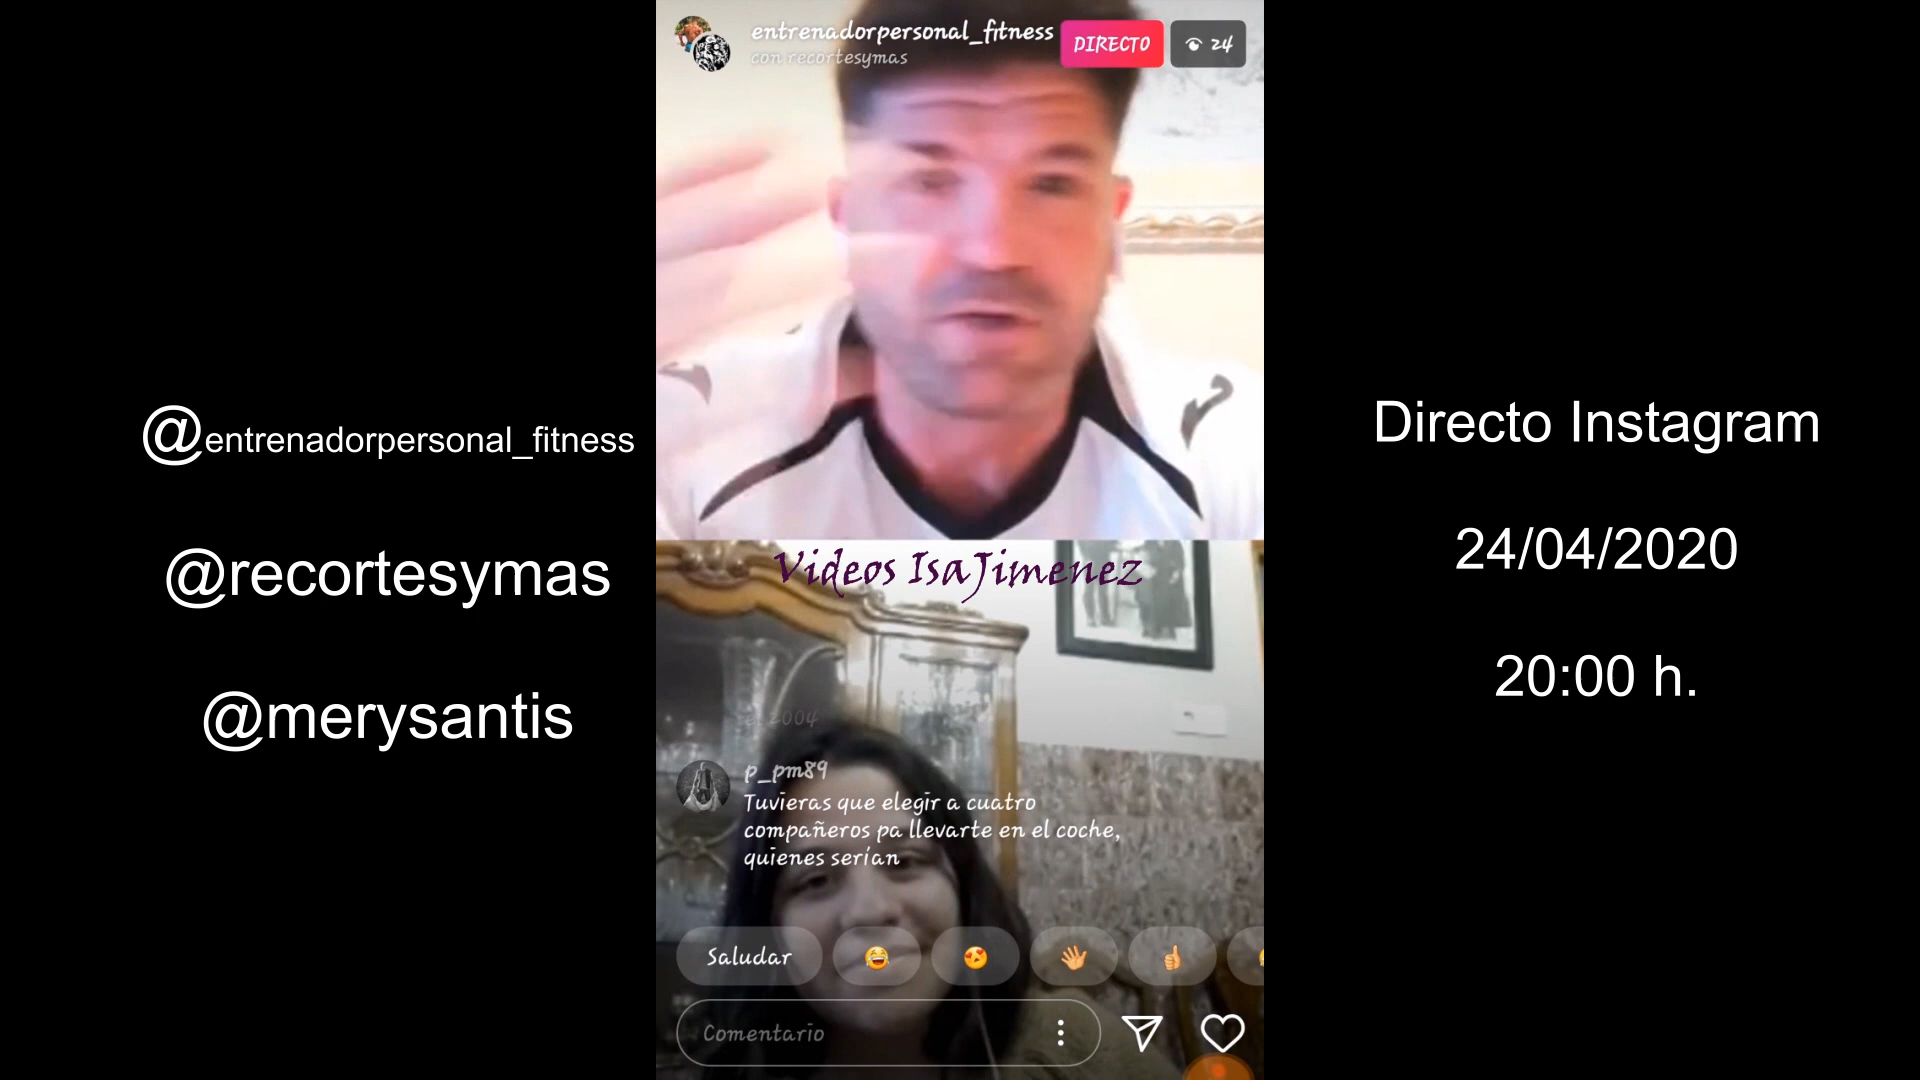 entrenadorpersonal_fitness
con recortesymas
DIRECTO
24
@entrenadorpersonal_fitness
@recortesymas
@merysantis
Directo Instagram
24/04/2020
20:00 h.
Videos IsaJimenez
p_pm89
Tuvieras que elegir a cuatro
compañeros pa llevarte en el coche,
quienes serían
Saludar
Comentario